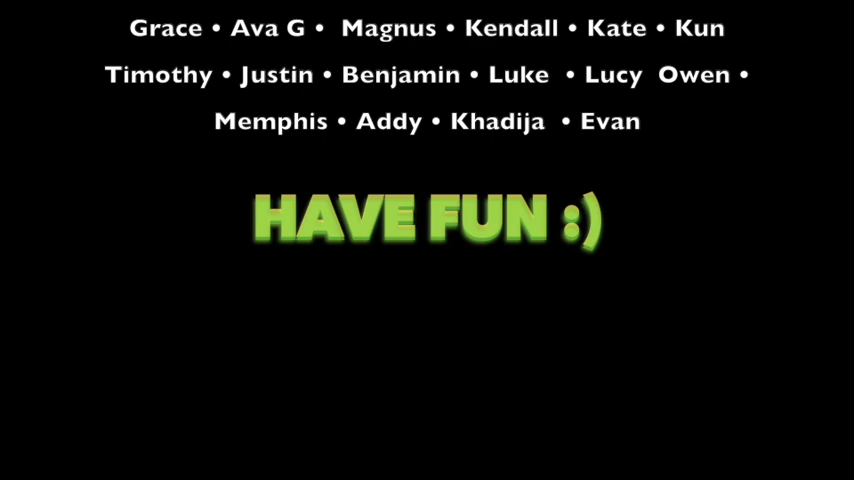 Grace • Ava G • Magnus • Kendall • Kate • Kun
Timothy • Justin • Benjamin • Luke • Lucy Owen •
Memphis • Addy • Khadija • Evan
HAVE FUN :)